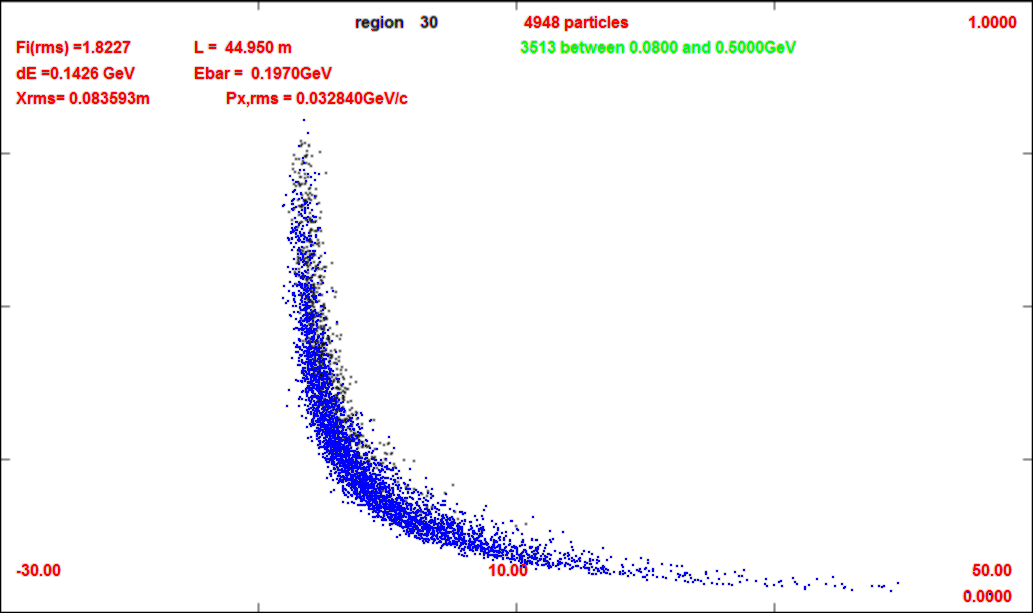 region 30 4948 particles 1.0000
Fi(rms) =1.8227 L = 44.950 m 3513 between 0.0800 and 0.5000GeV
dE =0.1426 GeV Ebar = 0.1970GeV
Xrms= 0.083593m Px,rms = 0.032840GeV/c
-30.00 10.00 50.00
0.0000